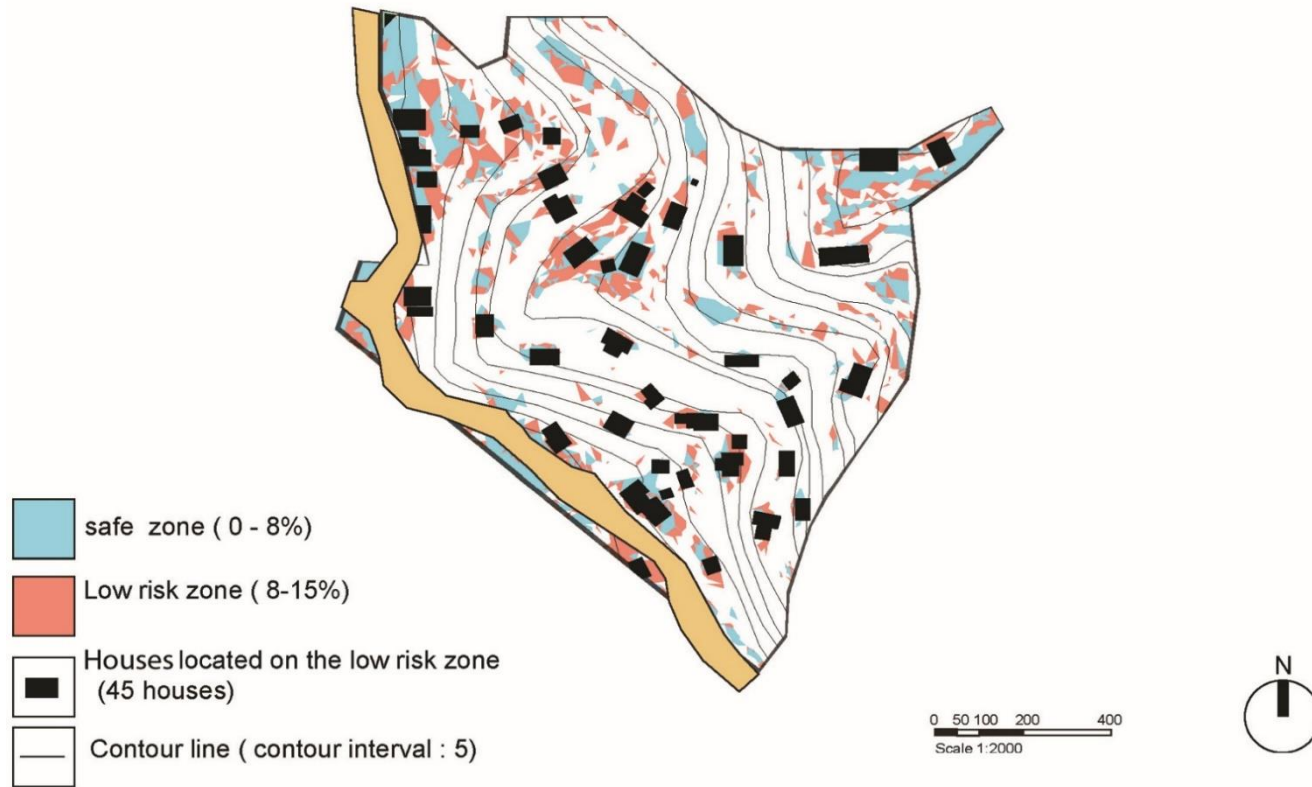 safe zone ( 0 - 8%)
Low risk zone ( 8-15%)
Houses located on the low risk zone
(45 houses)
Contour line ( contour interval : 5)
0 50 100 200 400
Scale 1:2000
N